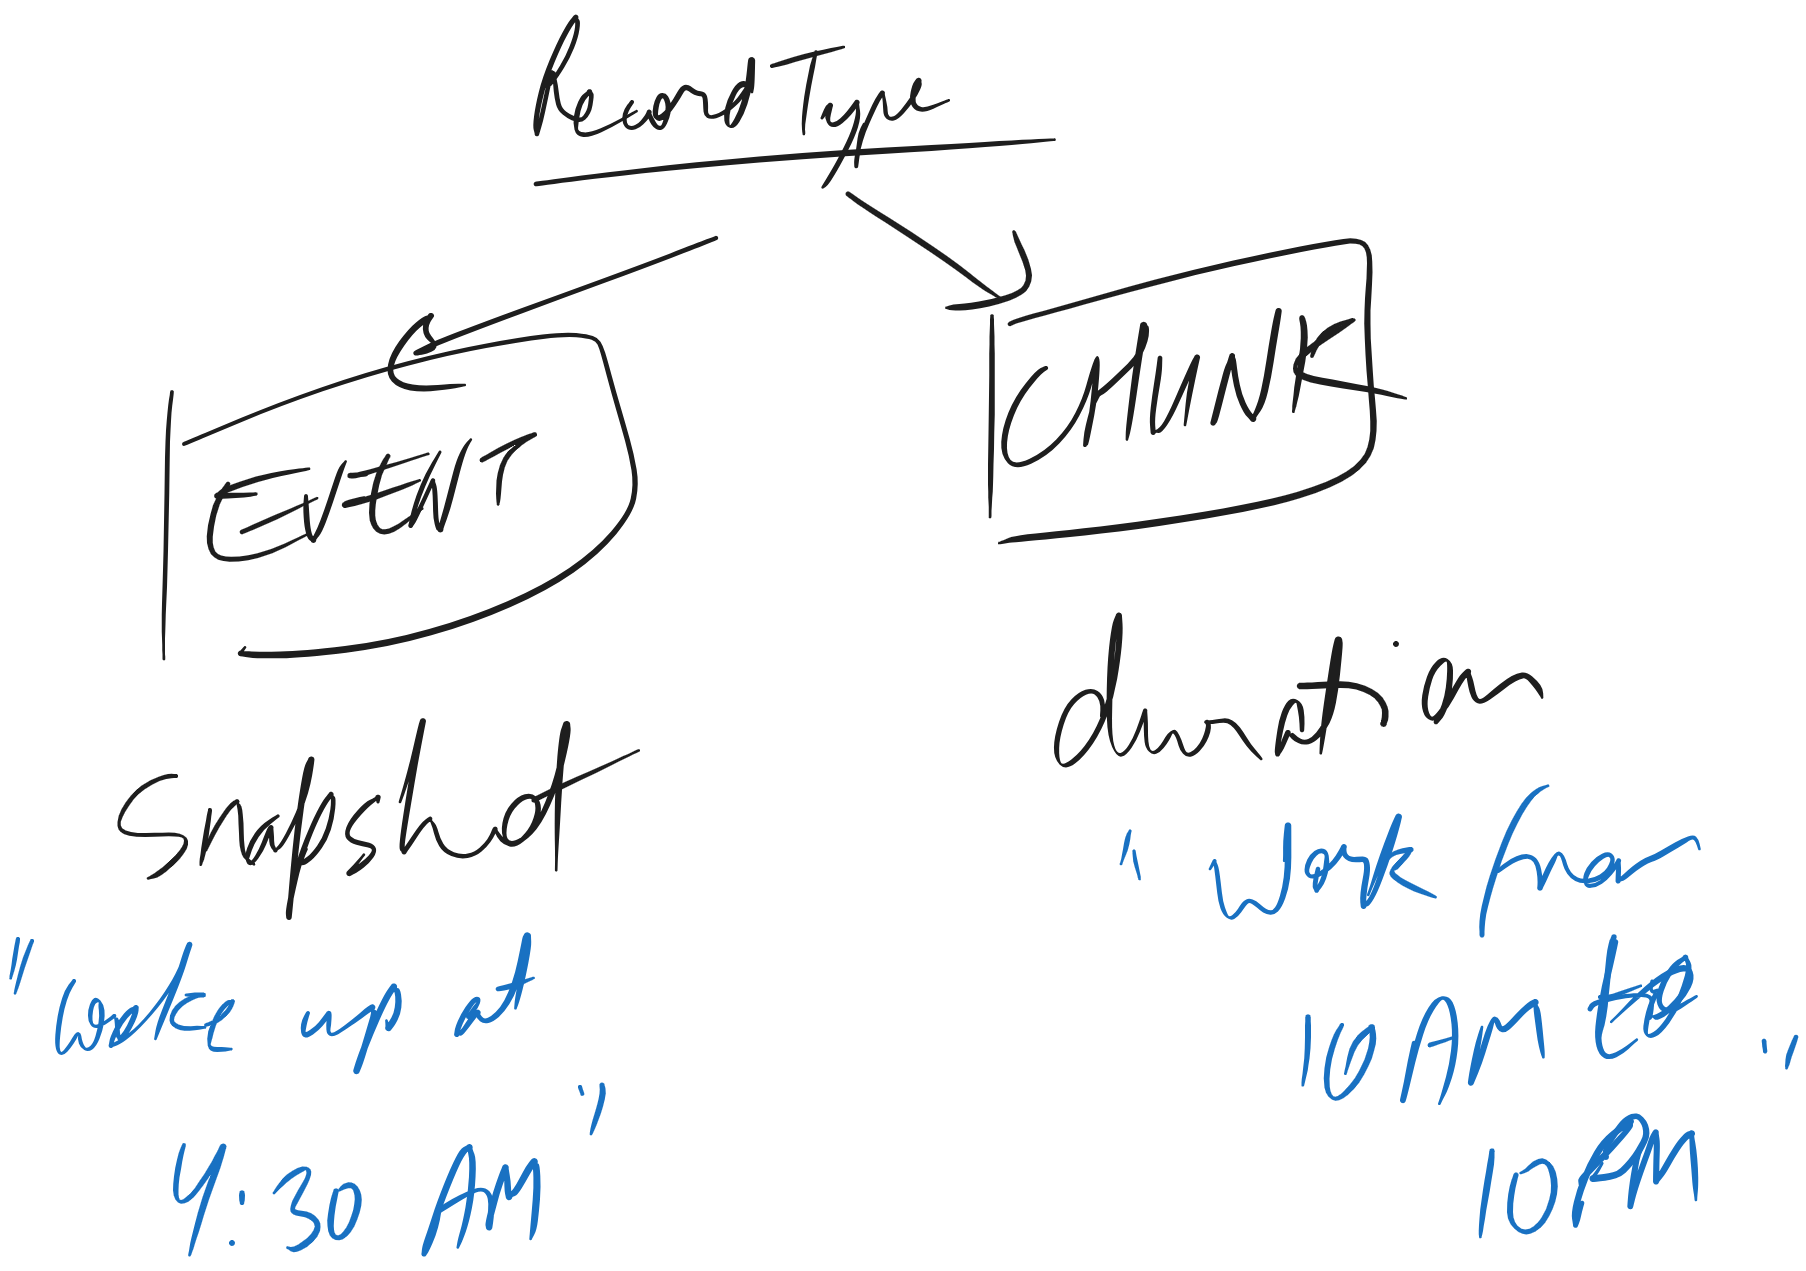 Record Type
EVENT
CHUNK
snapshot
"woke up at
4:30 AM"
duration
"Work from
10 AM to
10 PM"